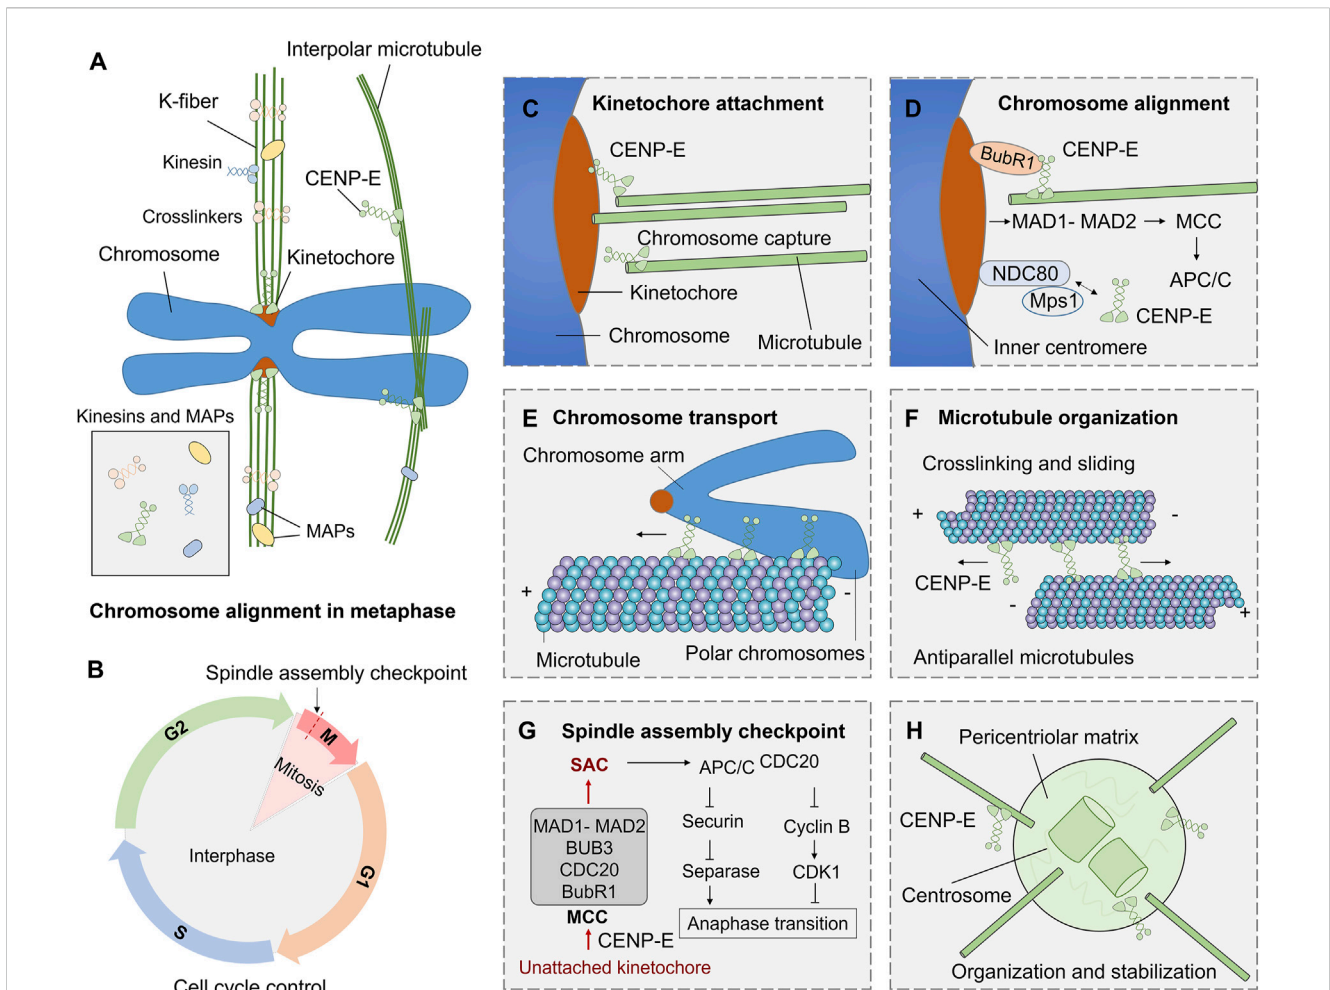 A
Interpolar microtubule
K-fiber
Kinesin
CENP-E
Crosslinkers
Chromosome
Kinetochore
Kinesins and MAPs
MAPs
Chromosome alignment in metaphase
B
Spindle assembly checkpoint
G2
M
Mitosis
Interphase
G1
S
Cell cycle control
C
Kinetochore attachment
CENP-E
Chromosome capture
Kinetochore
Chromosome
Microtubule
D
Chromosome alignment
BubR1
CENP-E
MAD1- MAD2
MCC
NDC80
APC/C
Mps1
CENP-E
Inner centromere
E
Chromosome transport
Chromosome arm
+
-
Microtubule
Polar chromosomes
F
Microtubule organization
Crosslinking and sliding
+
-
CENP-E
-
+
Antiparallel microtubules
G
Spindle assembly checkpoint
SAC
APC/C CDC20
MAD1- MAD2
BUB3
CDC20
BubR1
Securin
Cyclin B
Separase
CDK1
MCC
Anaphase transition
CENP-E
Unattached kinetochore
H
Pericentriolar matrix
CENP-E
Centrosome
Organization and stabilization